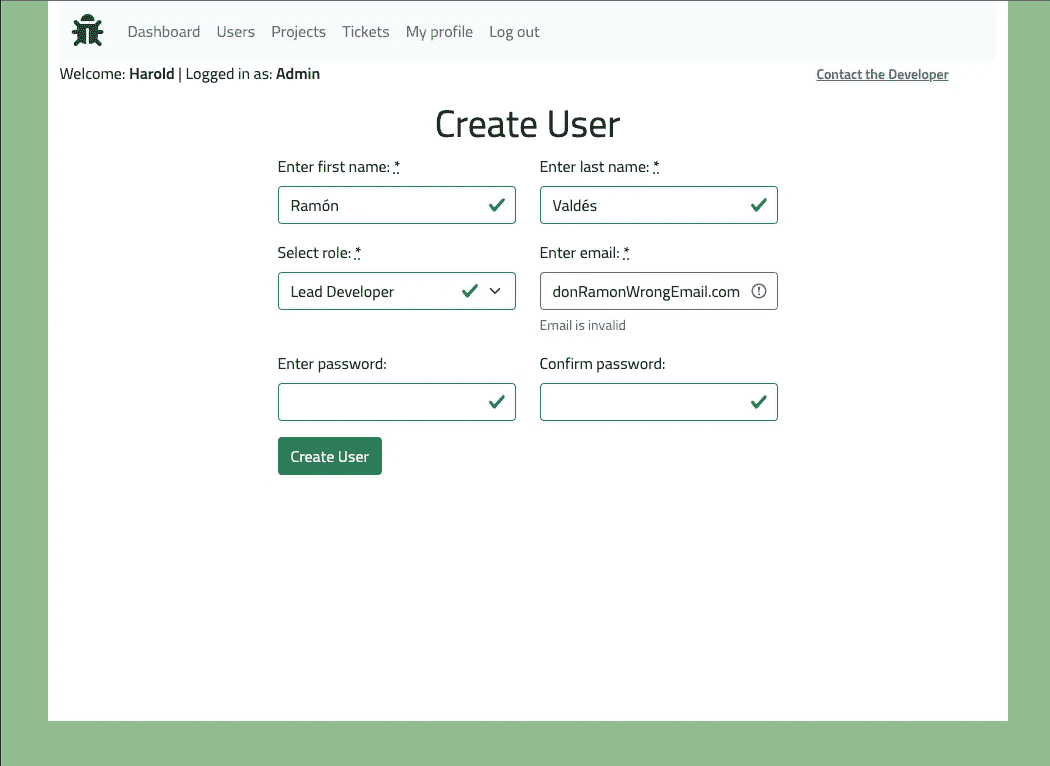 Dashboard Users Projects Tickets My profile Log out
Welcome: Harold | Logged in as: Admin Contact the Developer
Create User
Enter first name: * Enter last name: *
Ramón Valdés
Select role: * Enter email: *
Lead Developer donRamonWrongEmail.com
Email is invalid
Enter password: Confirm password:
Create User